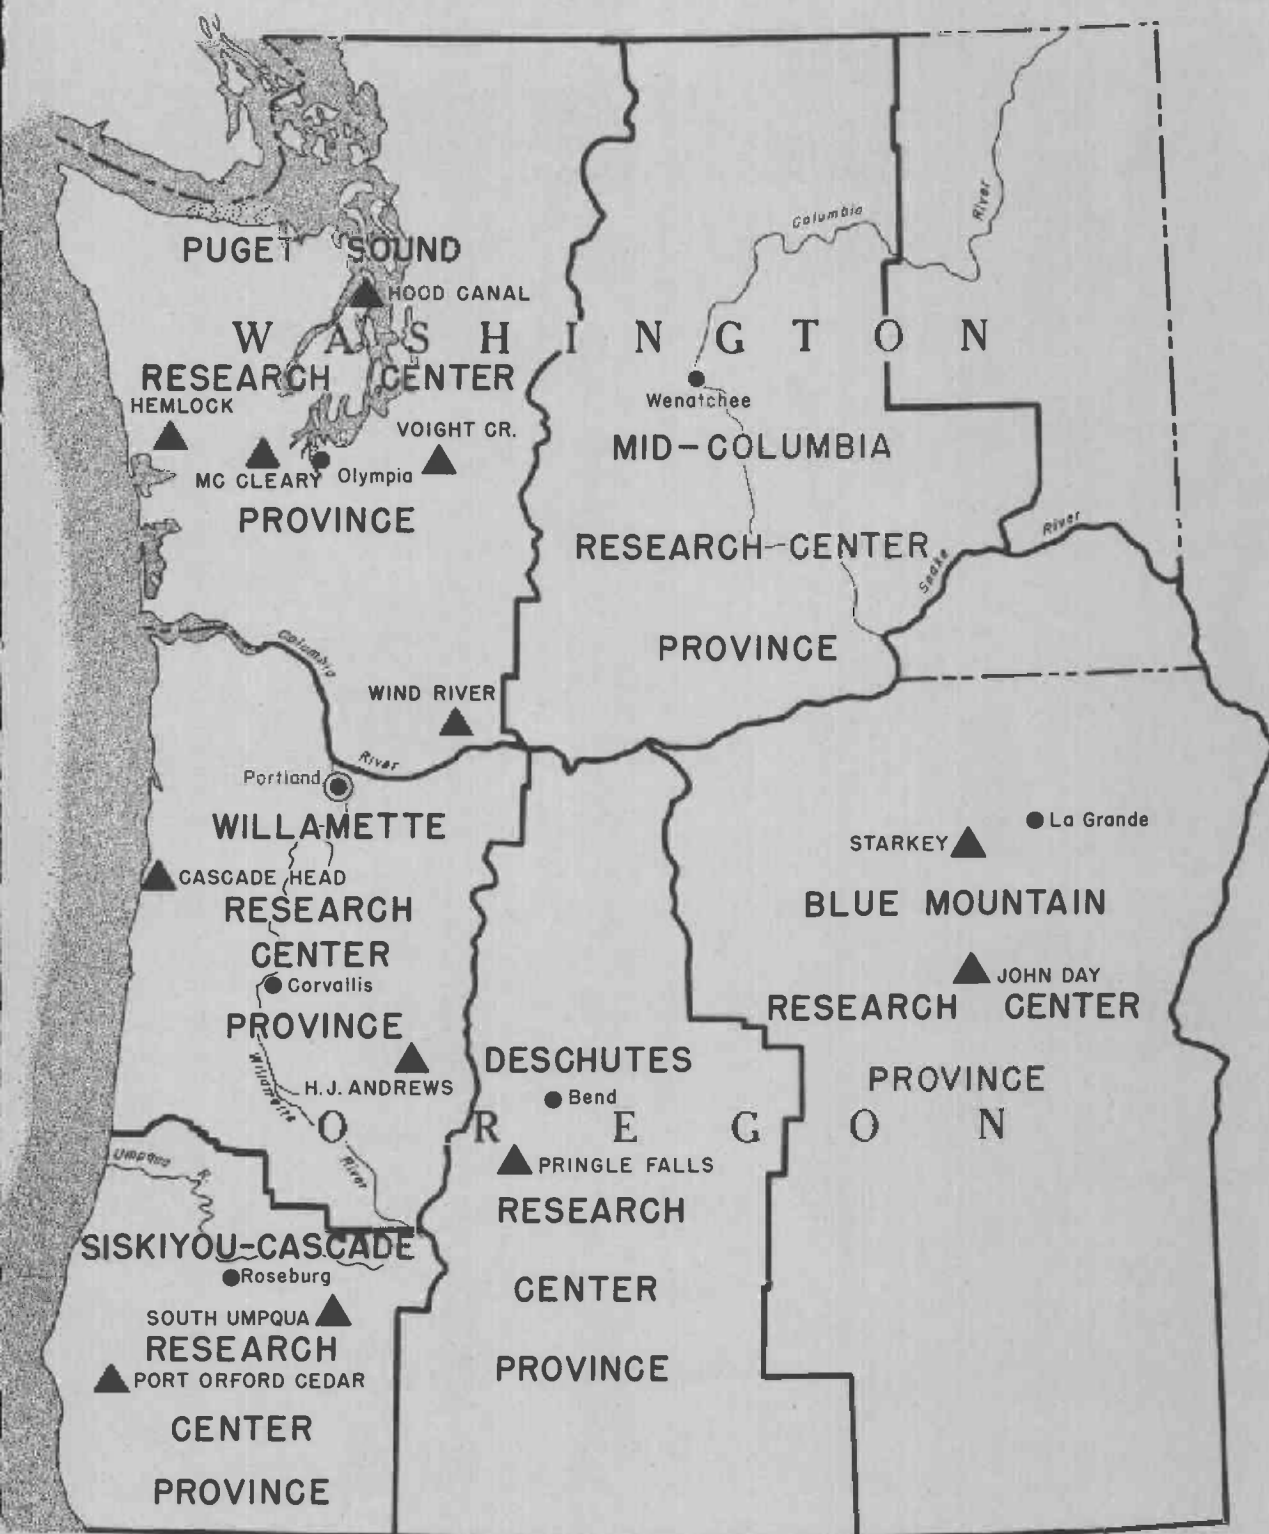 Columbia
River
PUGET SOUND
HOOD CANAL
WASHINGTON
RESEARCH CENTER
HEMLOCK
Wenatchee
VOIGHT CR.
MID-COLUMBIA
MC CLEARY
Olympia
PROVINCE
River
RESEARCH-CENTER
Snake
Columbia
PROVINCE
WIND RIVER
River
Portland
WILLAMETTE
La Grande
STARKEY
CASCADE HEAD
BLUE MOUNTAIN
RESEARCH
CENTER
JOHN DAY
Corvallis
RESEARCH CENTER
PROVINCE
DESCHUTES
PROVINCE
Willamette
H.J. ANDREWS
Bend
OREGON
Umpqua R.
River
PRINGLE FALLS
RESEARCH
SISKIYOU-CASCADE
Roseburg
CENTER
SOUTH UMPQUA
RESEARCH
PROVINCE
PORT ORFORD CEDAR
CENTER
PROVINCE